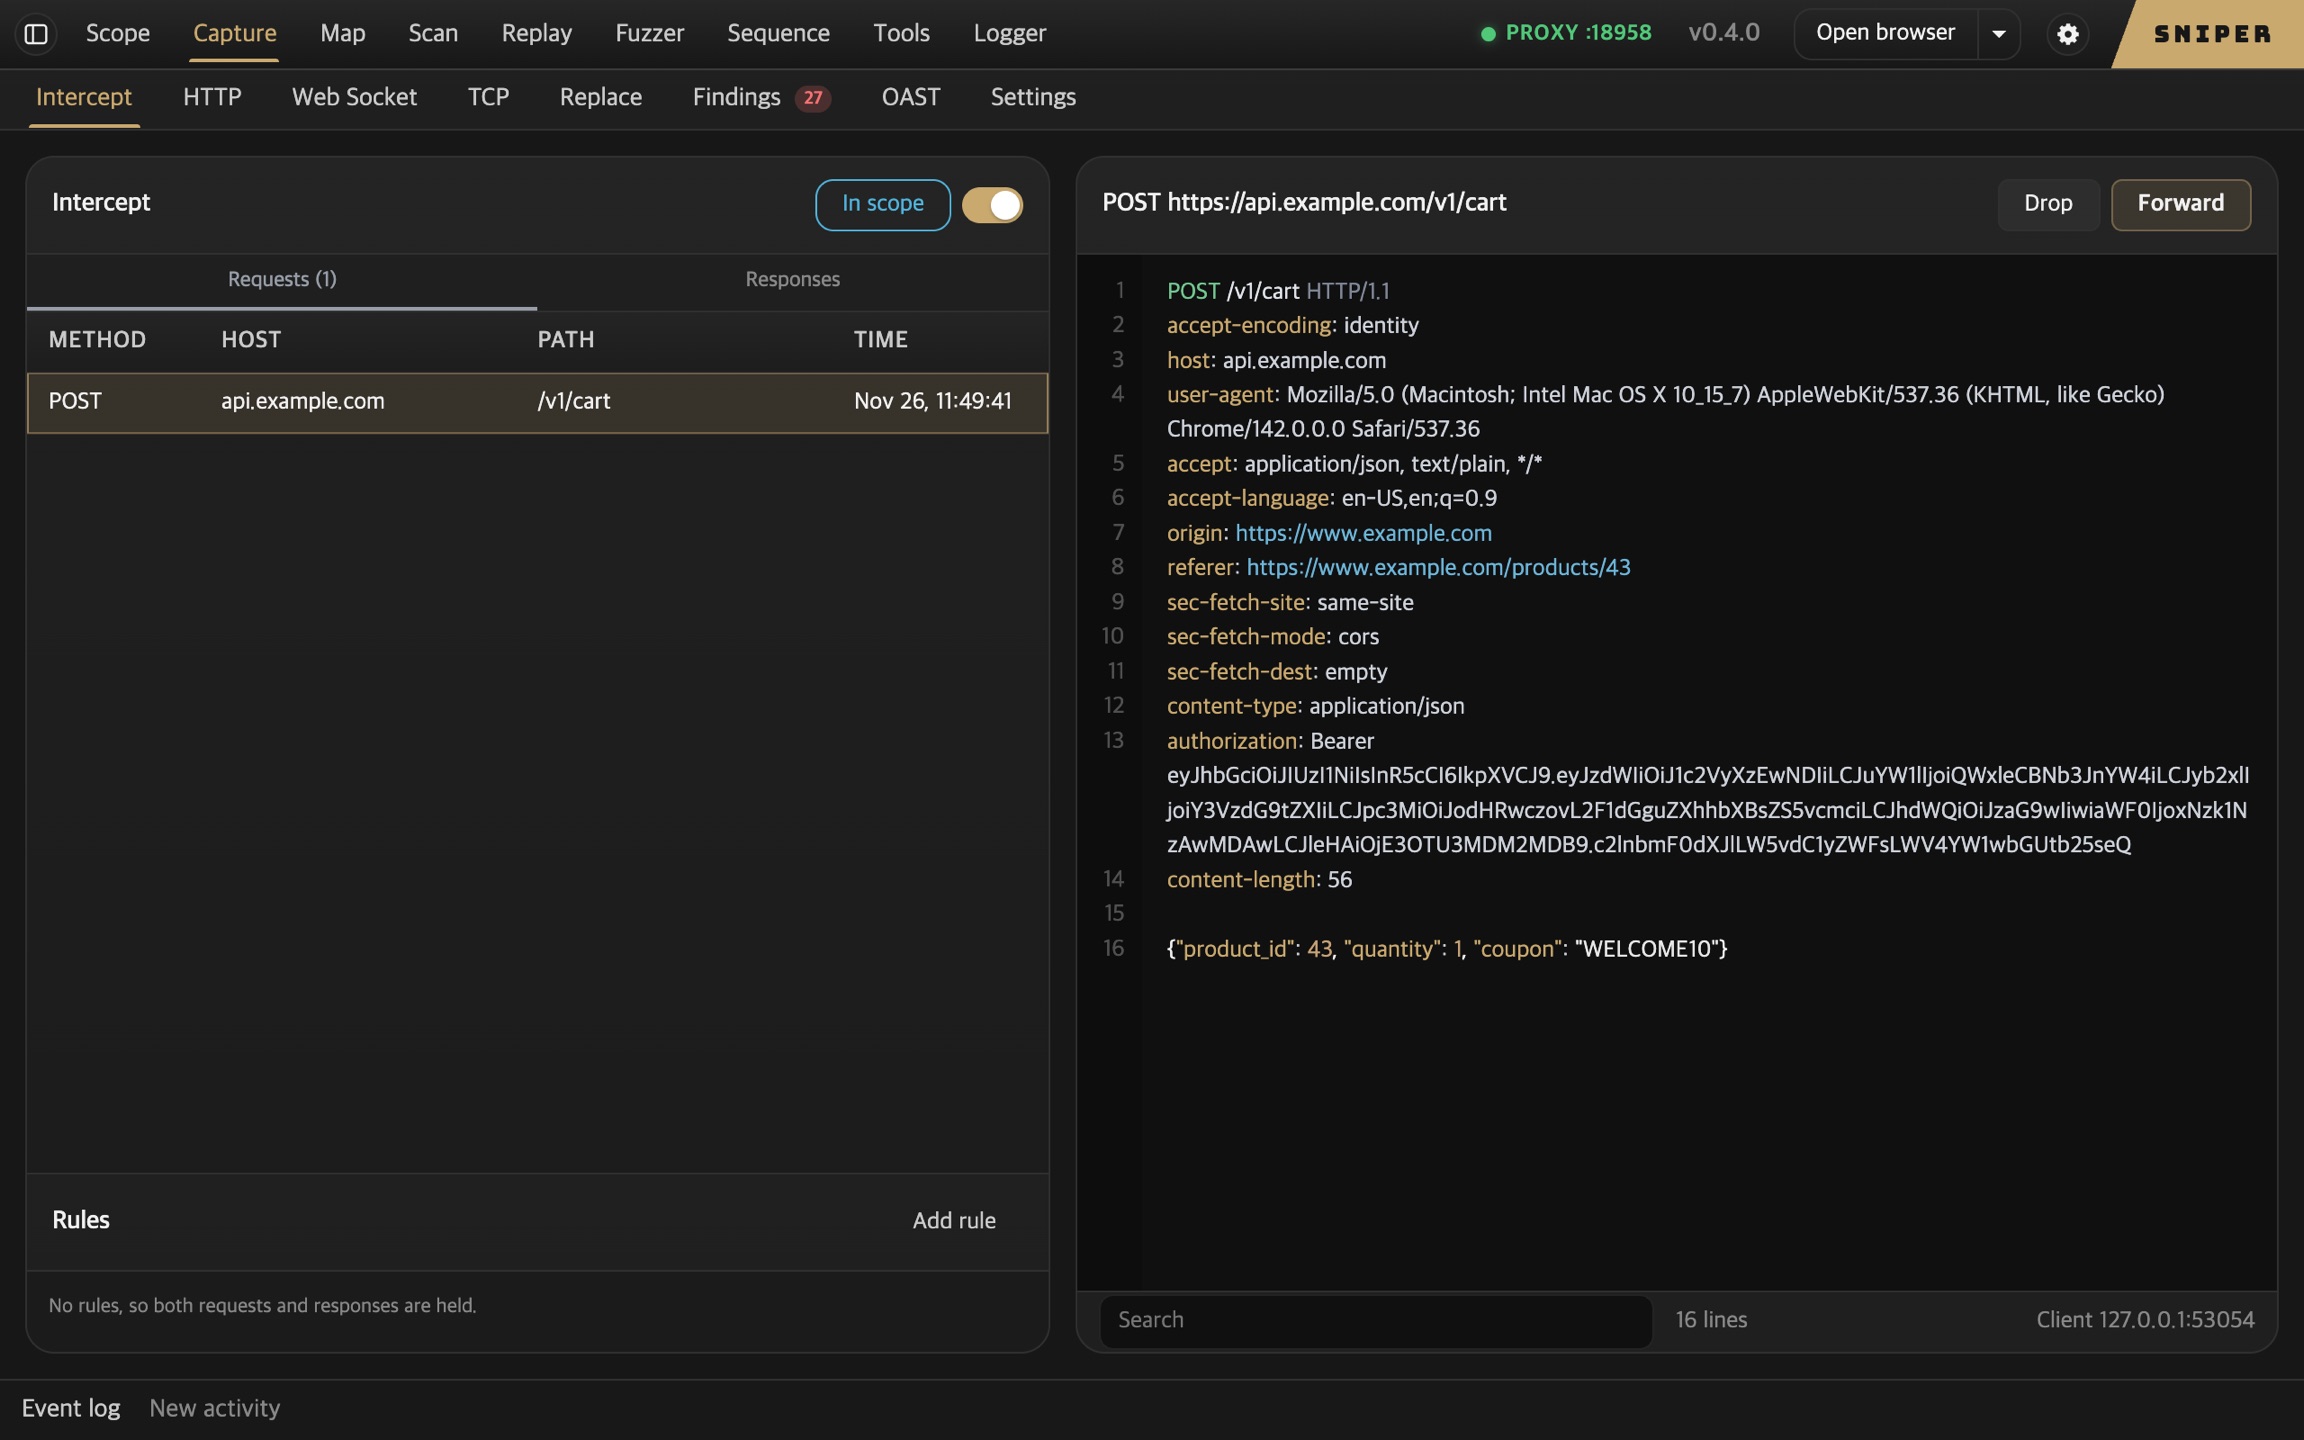 Scope Capture Map Scan Replay Fuzzer Sequence Tools Logger PROXY :18958 v0.4.0 Open browser SNIPER
Intercept HTTP Web Socket TCP Replace Findings 27 OAST Settings
Intercept In scope
Requests (1) Responses
METHOD HOST PATH TIME
POST api.example.com /v1/cart Nov 26, 11:49:41
Rules Add rule
No rules, so both requests and responses are held.
POST https://api.example.com/v1/cart Drop Forward
1 POST /v1/cart HTTP/1.1
2 accept-encoding: identity
3 host: api.example.com
4 user-agent: Mozilla/5.0 (Macintosh; Intel Mac OS X 10_15_7) AppleWebKit/537.36 (KHTML, like Gecko)
Chrome/142.0.0.0 Safari/537.36
5 accept: application/json, text/plain, */*
6 accept-language: en-US,en;q=0.9
7 origin: https://www.example.com
8 referer: https://www.example.com/products/43
9 sec-fetch-site: same-site
10 sec-fetch-mode: cors
11 sec-fetch-dest: empty
12 content-type: application/json
13 authorization: Bearer
eyJhbGciOiJIUzI1NiIsInR5cCI6IkpXVCJ9.eyJzdWIiOiJ1c2VyXzEwNDIiLCJuYW1lIjoiQWxleCBNb3JnYW4iLCJyb2xlI
joiY3VzdG9tZXIiLCJpc3MiOiJodHRwczovL2F1dGguZXhhbXBsZS5vcmciLCJhdWQiOiJzaG9wIiwiaWF0IjoxNzk1N
zAwMDAwLCJleHAiOjE3OTU3MDM2MDB9.c2lnbmF0dXJlLW5vdC1yZWFsLWV4YW1wbGUtb25seQ
14 content-length: 56
15
16 {"product_id": 43, "quantity": 1, "coupon": "WELCOME10"}
Search 16 lines Client 127.0.0.1:53054
Event log New activity